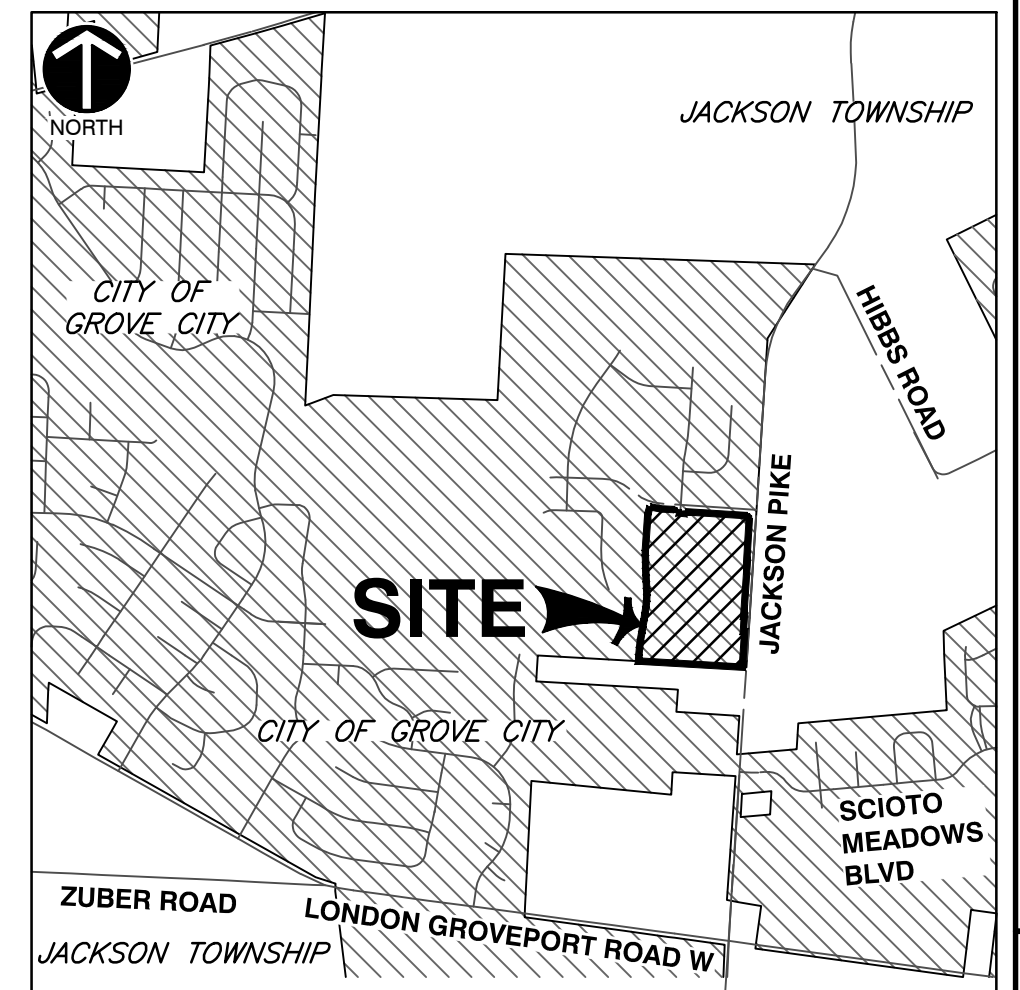 NORTH
JACKSON TOWNSHIP
CITY OF
GROVE CITY
HIBBS ROAD
JACKSON PIKE
SITE
CITY OF GROVE CITY
SCIOTO
MEADOWS
BLVD
ZUBER ROAD
LONDON GROVEPORT ROAD W
JACKSON TOWNSHIP